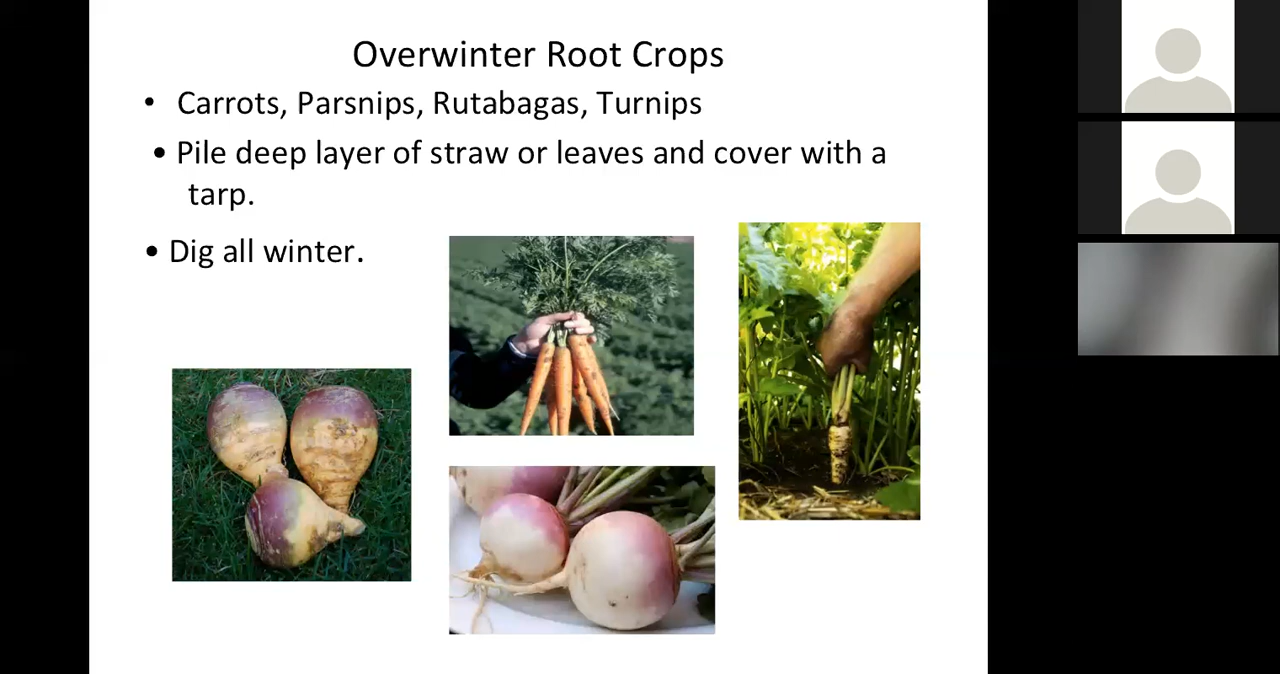 Overwinter Root Crops
• Carrots, Parsnips, Rutabagas, Turnips
• Pile deep layer of straw or leaves and cover with a
tarp.
• Dig all winter.